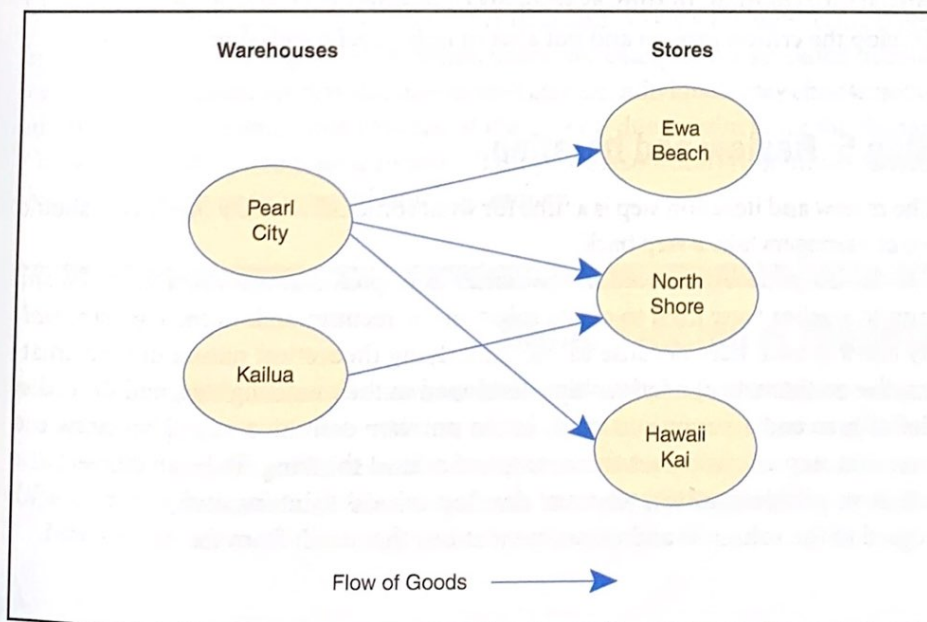 Warehouses
Stores
Ewa
Beach
Pearl
City
North
Shore
Kailua
Hawaii
Kai
Flow of Goods